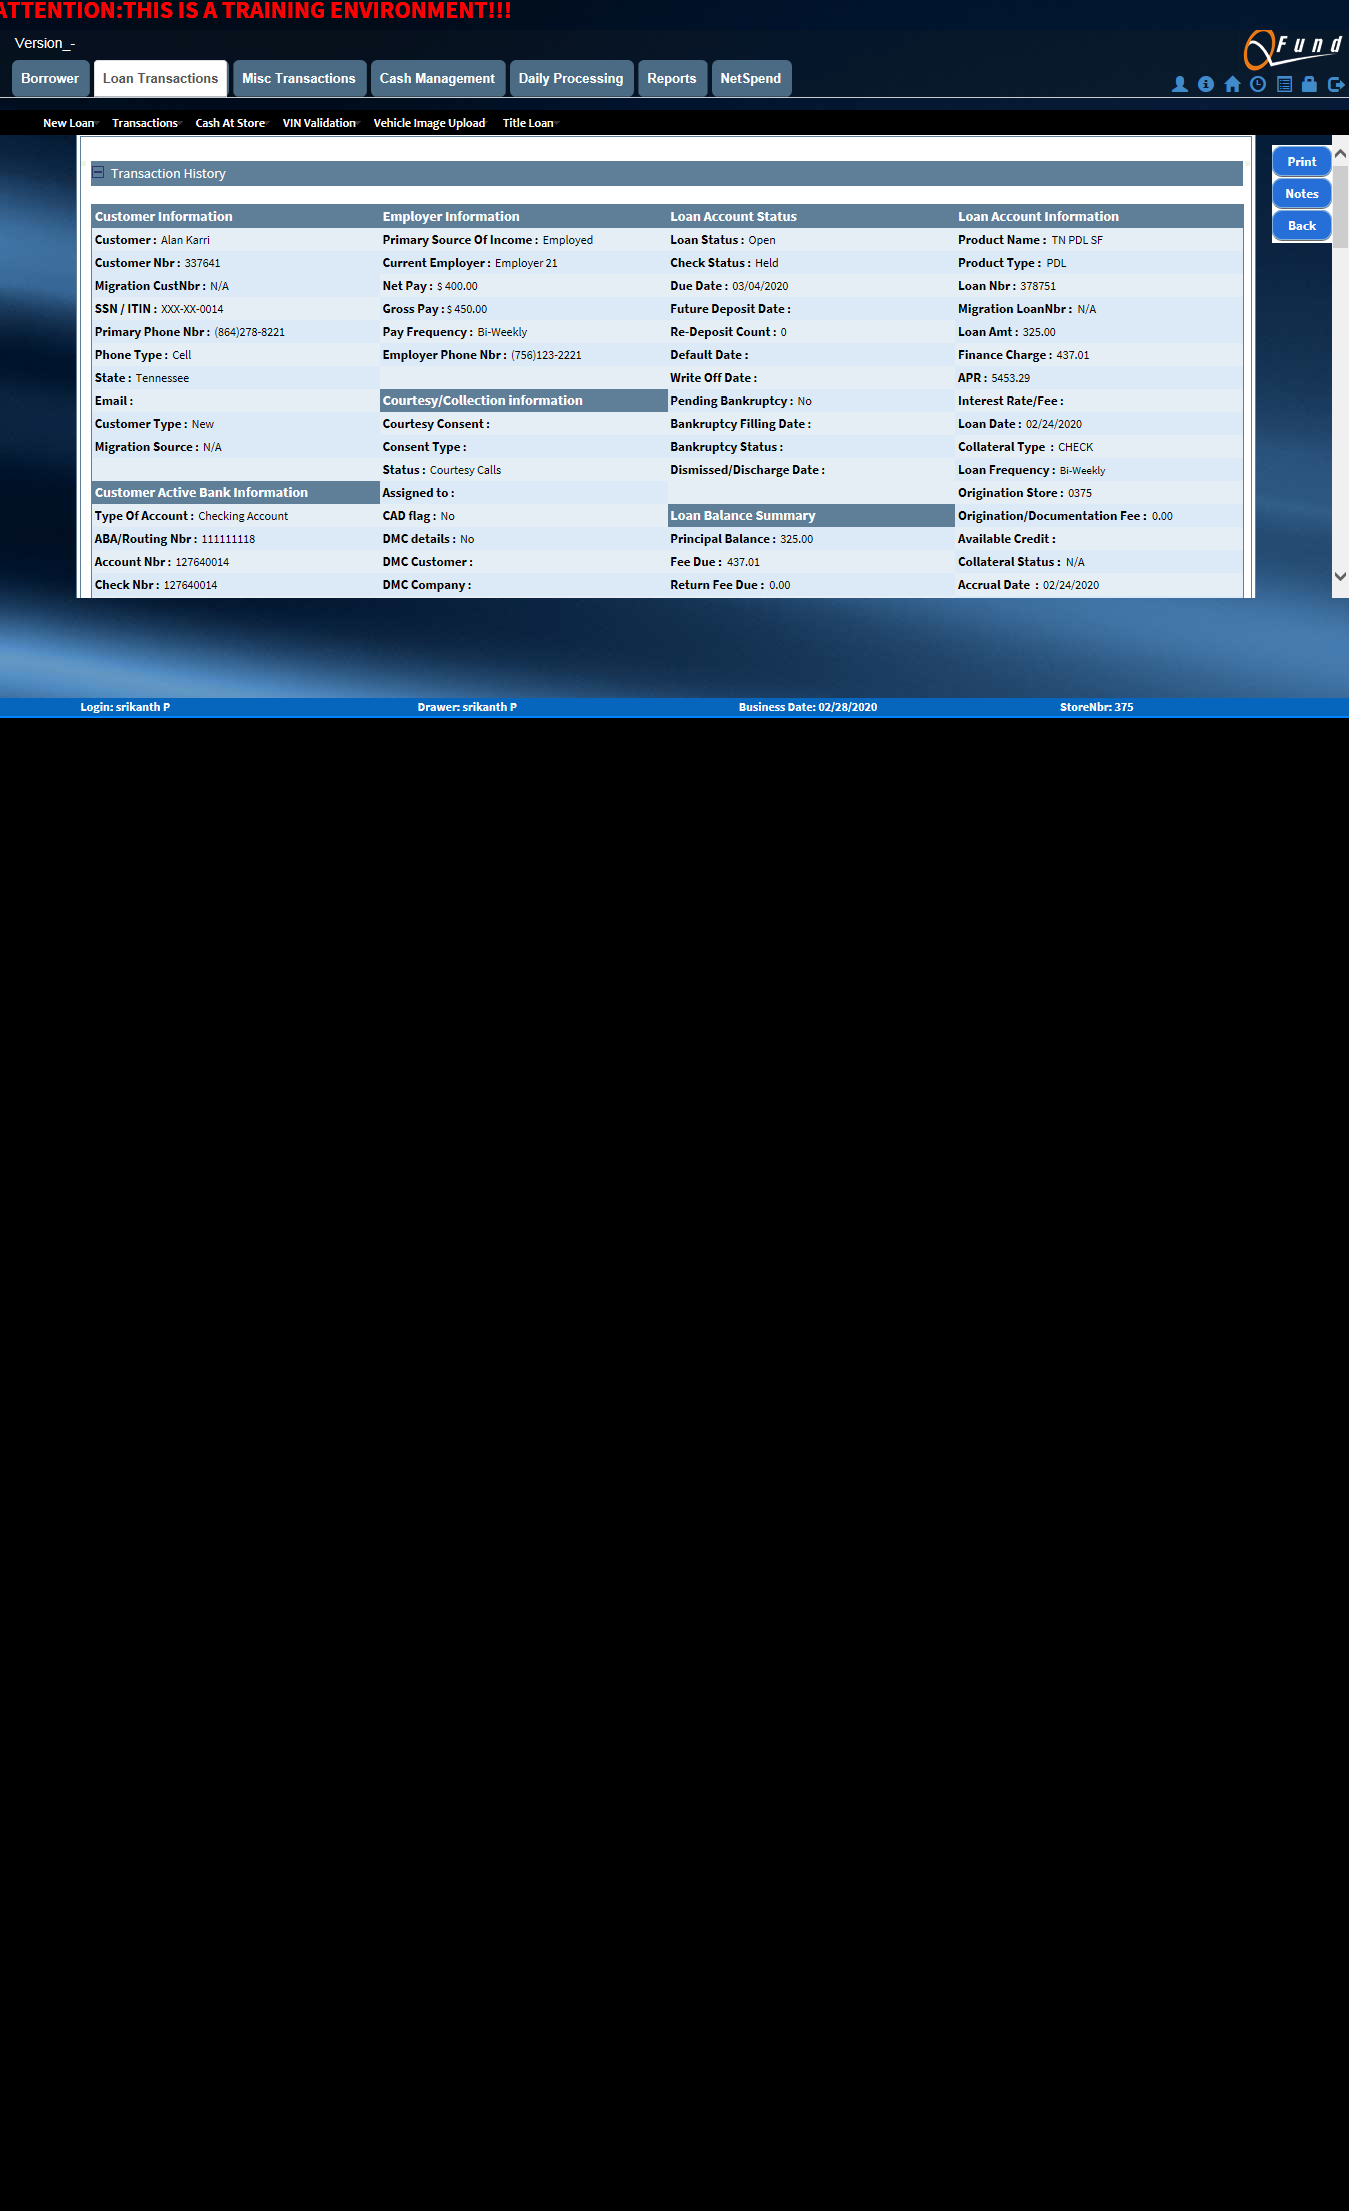 ATTENTION:THIS IS A TRAINING ENVIRONMENT!!!
Version_-
QFund
Borrower Loan Transactions Misc Transactions Cash Management Daily Processing Reports NetSpend
New Loan Transactions Cash At Store VIN Validation Vehicle Image Upload Title Loan
Print
Notes
Back
Transaction History
Customer Information
Customer : Alan Karri
Customer Nbr : 337641
Migration CustNbr : N/A
SSN / ITIN : XXX-XX-0014
Primary Phone Nbr : (864)278-8221
Phone Type : Cell
State : Tennessee
Email :
Customer Type : New
Migration Source : N/A
Customer Active Bank Information
Type Of Account : Checking Account
ABA/Routing Nbr : 111111118
Account Nbr : 127640014
Check Nbr : 127640014
Employer Information
Primary Source Of Income : Employed
Current Employer : Employer 21
Net Pay : $ 400.00
Gross Pay : $ 450.00
Pay Frequency : Bi-Weekly
Employer Phone Nbr : (756)123-2221
Courtesy/Collection information
Courtesy Consent :
Consent Type :
Status : Courtesy Calls
Assigned to :
CAD flag : No
DMC details : No
DMC Customer :
DMC Company :
Loan Account Status
Loan Status : Open
Check Status : Held
Due Date : 03/04/2020
Future Deposit Date :
Re-Deposit Count : 0
Default Date :
Write Off Date :
Pending Bankruptcy : No
Bankruptcy Filling Date :
Bankruptcy Status :
Dismissed/Discharge Date :
Loan Balance Summary
Principal Balance : 325.00
Fee Due : 437.01
Return Fee Due : 0.00
Loan Account Information
Product Name : TN PDL SF
Product Type : PDL
Loan Nbr : 378751
Migration LoanNbr : N/A
Loan Amt : 325.00
Finance Charge : 437.01
APR : 5453.29
Interest Rate/Fee :
Loan Date : 02/24/2020
Collateral Type : CHECK
Loan Frequency : Bi-Weekly
Origination Store : 0375
Origination/Documentation Fee : 0.00
Available Credit :
Collateral Status : N/A
Accrual Date : 02/24/2020
Login: srikanth P Drawer: srikanth P Business Date: 02/28/2020 StoreNbr: 375